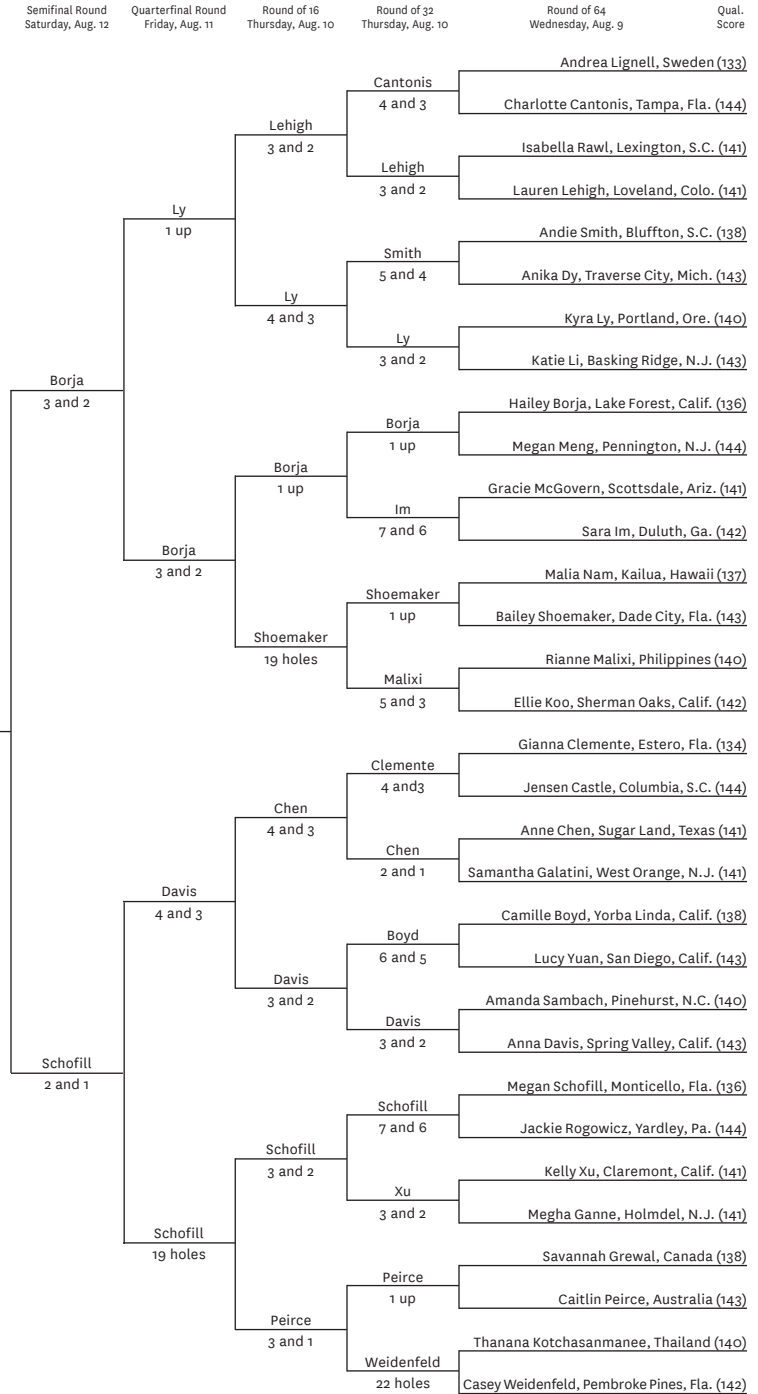 Semifinal Round
Saturday, Aug. 12
Quarterfinal Round
Friday, Aug. 11
Round of 16
Thursday, Aug. 10
Round of 32
Thursday, Aug. 10
Round of 64
Wednesday, Aug. 9
Qual.
Score
Andrea Lignell, Sweden (133)
Cantonis
4 and 3
Charlotte Cantonis, Tampa, Fla. (144)
Lehigh
3 and 2
Isabella Rawl, Lexington, S.C. (141)
Lehigh
3 and 2
Lauren Lehigh, Loveland, Colo. (141)
Ly
1 up
Andie Smith, Bluffton, S.C. (138)
Smith
5 and 4
Anika Dy, Traverse City, Mich. (143)
Ly
4 and 3
Kyra Ly, Portland, Ore. (140)
Ly
3 and 2
Katie Li, Basking Ridge, N.J. (143)
Borja
3 and 2
Hailey Borja, Lake Forest, Calif. (136)
Borja
1 up
Megan Meng, Pennington, N.J. (144)
Borja
1 up
Gracie McGovern, Scottsdale, Ariz. (141)
Im
7 and 6
Sara Im, Duluth, Ga. (142)
Borja
3 and 2
Malia Nam, Kailua, Hawaii (137)
Shoemaker
1 up
Bailey Shoemaker, Dade City, Fla. (143)
Shoemaker
19 holes
Rianne Malixi, Philippines (140)
Malixi
5 and 3
Ellie Koo, Sherman Oaks, Calif. (142)
Gianna Clemente, Estero, Fla. (134)
Clemente
4 and3
Jensen Castle, Columbia, S.C. (144)
Chen
4 and 3
Anne Chen, Sugar Land, Texas (141)
Chen
2 and 1
Samantha Galatini, West Orange, N.J. (141)
Davis
4 and 3
Camille Boyd, Yorba Linda, Calif. (138)
Boyd
6 and 5
Lucy Yuan, San Diego, Calif. (143)
Davis
3 and 2
Amanda Sambach, Pinehurst, N.C. (140)
Davis
3 and 2
Anna Davis, Spring Valley, Calif. (143)
Schofill
2 and 1
Megan Schofill, Monticello, Fla. (136)
Schofill
7 and 6
Jackie Rogowicz, Yardley, Pa. (144)
Schofill
3 and 2
Kelly Xu, Claremont, Calif. (141)
Xu
3 and 2
Megha Ganne, Holmdel, N.J. (141)
Schofill
19 holes
Savannah Grewal, Canada (138)
Peirce
1 up
Caitlin Peirce, Australia (143)
Peirce
3 and 1
Thanana Kotchasanmanee, Thailand (140)
Weidenfeld
22 holes
Casey Weidenfeld, Pembroke Pines, Fla. (142)